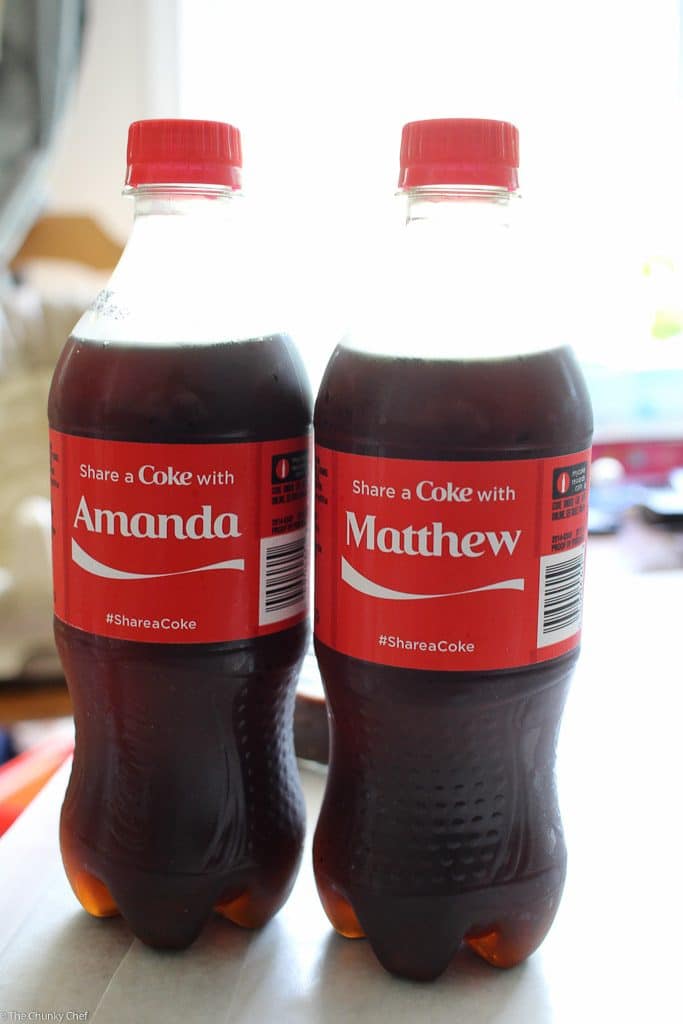 Share a Coke with
Amanda
#ShareaCoke
Share a Coke with
Matthew
#ShareaCoke
© The Chunky Chef